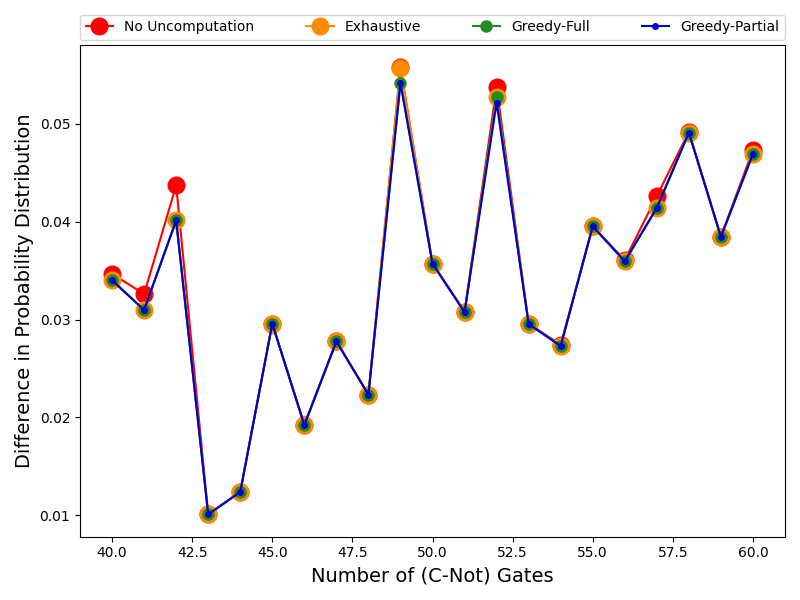 No Uncomputation Exhaustive Greedy-Full Greedy-Partial
Difference in Probability Distribution
0.05
0.04
0.03
0.02
0.01
40.0 42.5 45.0 47.5 50.0 52.5 55.0 57.5 60.0
Number of (C-Not) Gates